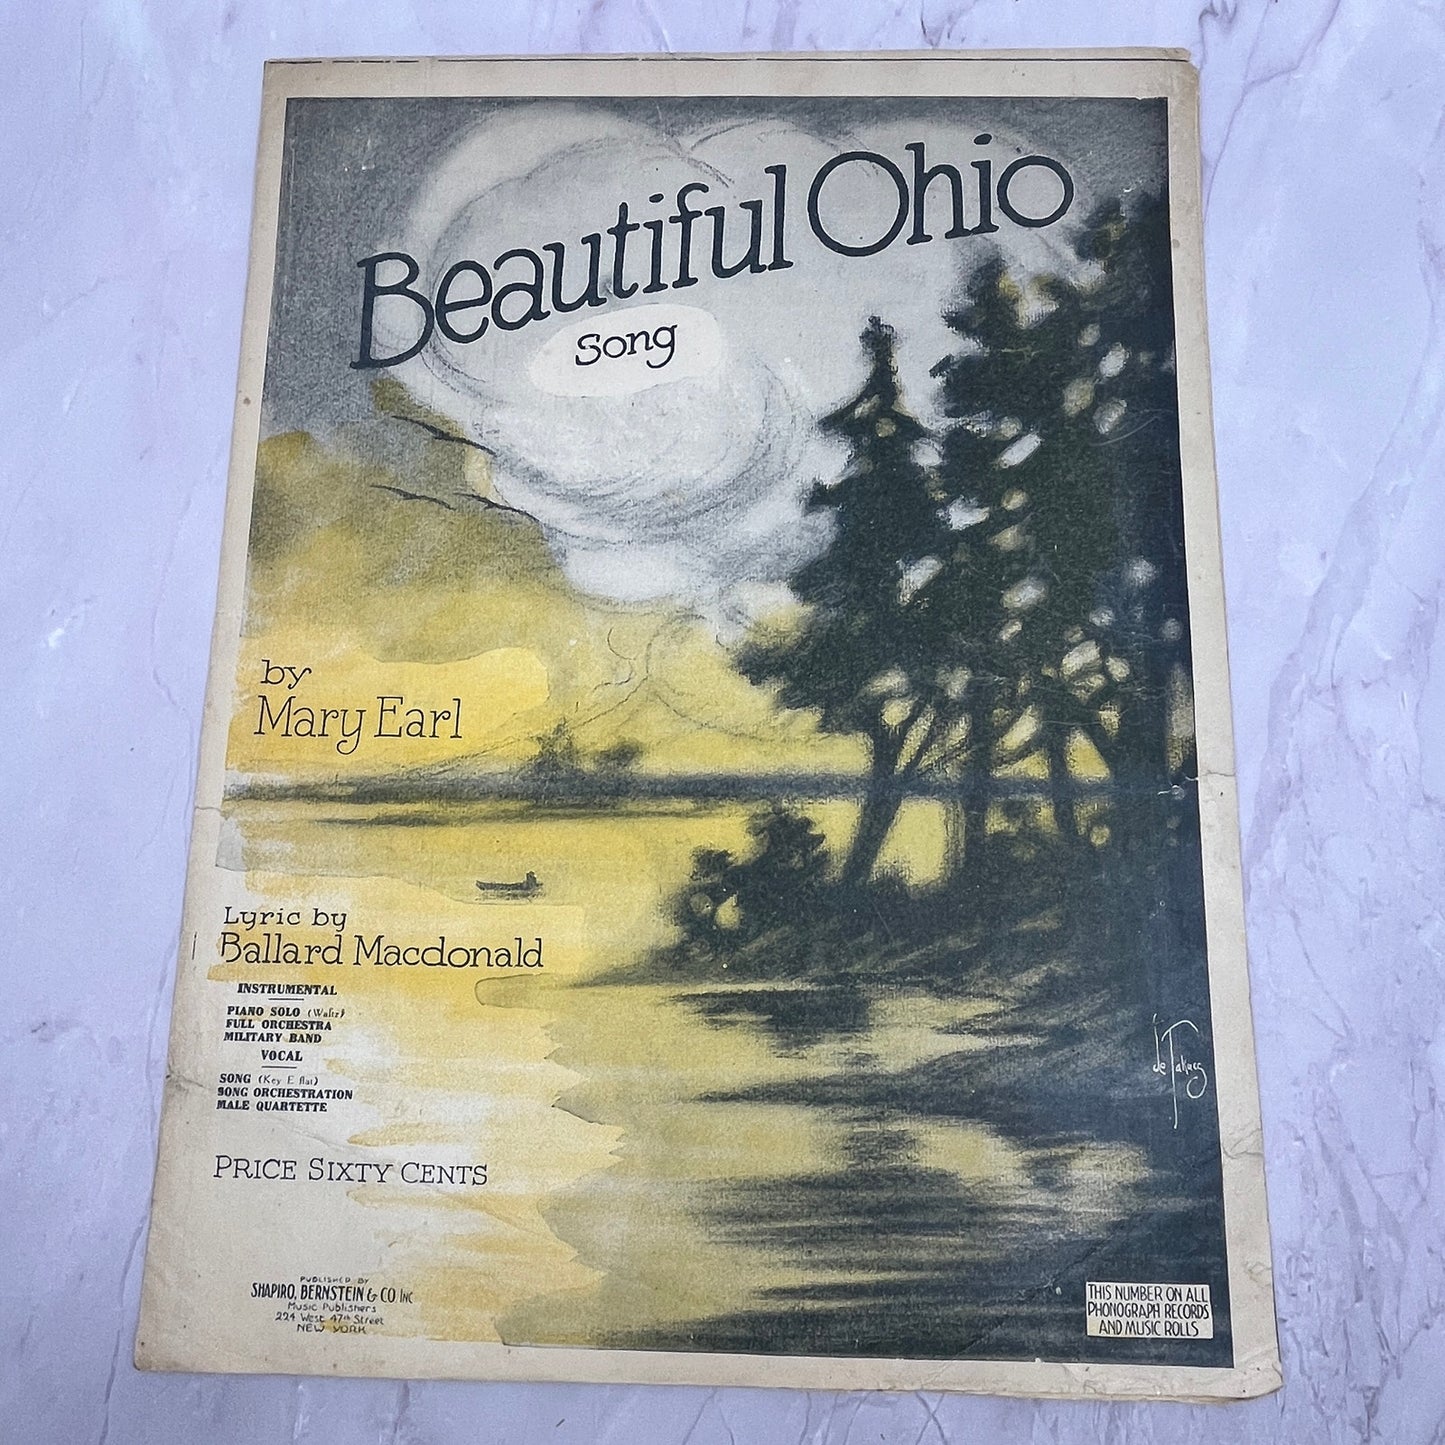 Beautiful Ohio
Song
by
Mary Earl
Lyric by
Ballard Macdonald
INSTRUMENTAL
PIANO SOLO (Waltz)
FULL ORCHESTRA
MILITARY BAND
VOCAL
SONG (Key E flat)
SONG ORCHESTRATION
MALE QUARTETTE
PRICE SIXTY CENTS
PUBLISHED BY
SHAPIRO, BERNSTEIN & CO INC
Music Publishers
224 West 47th Street
NEW YORK
de Takacs
THIS NUMBER ON ALL
PHONOGRAPH RECORDS
AND MUSIC ROLLS